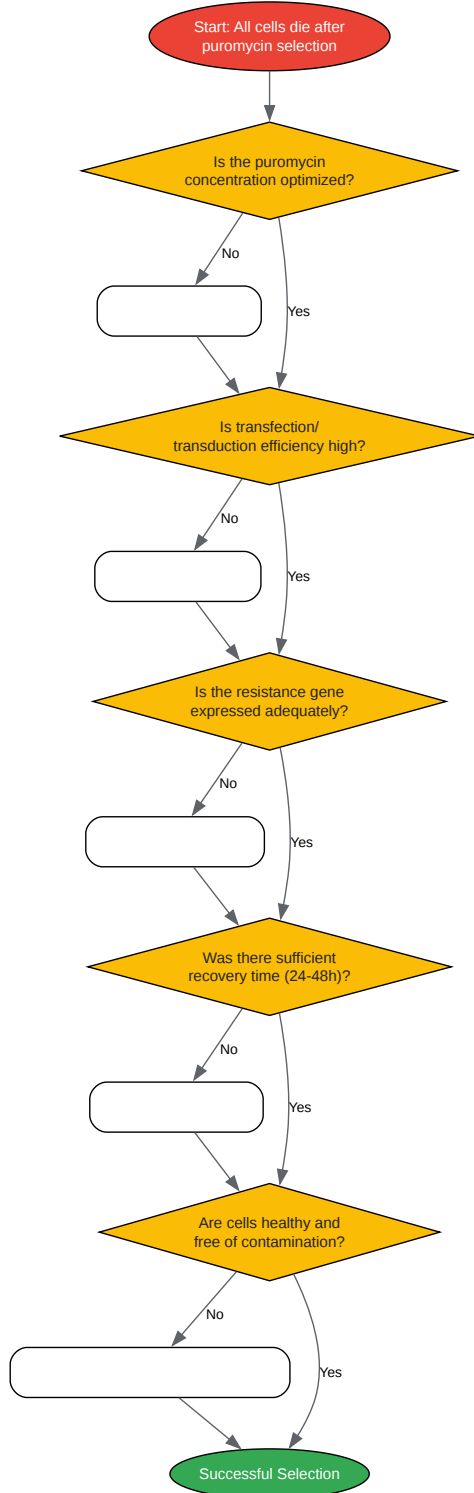 Start: All cells die after
puromycin selection
Is the puromycin
concentration optimized?
No
Yes
Is transfection/
transduction efficiency high?
No
Yes
Is the resistance gene
expressed adequately?
No
Yes
Was there sufficient
recovery time (24-48h)?
No
Yes
Are cells healthy and
free of contamination?
No
Yes
Successful Selection